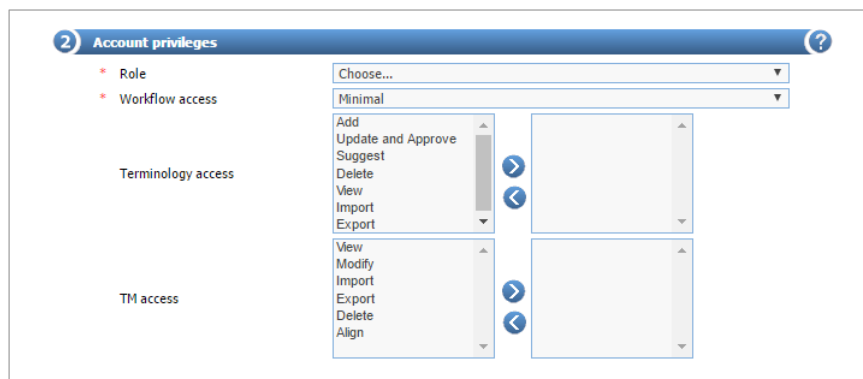 2 Account privileges ?
* Role Choose...
* Workflow access Minimal
Terminology access
Add
Update and Approve
Suggest
Delete
View
Import
Export
TM access
View
Modify
Import
Export
Delete
Align